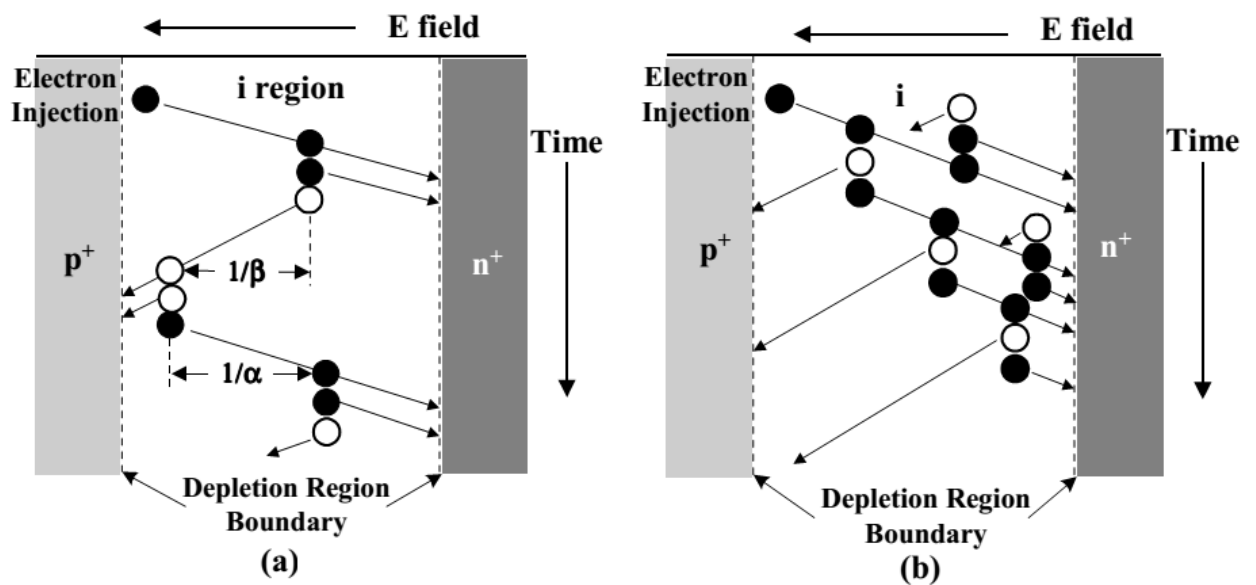 (a)
E field
Electron
Injection
i region
Time
p+
n+
1/β
1/α
Depletion Region
Boundary
(a)
(b)
E field
Electron
Injection
i
Time
p+
n+
Depletion Region
Boundary
(b)